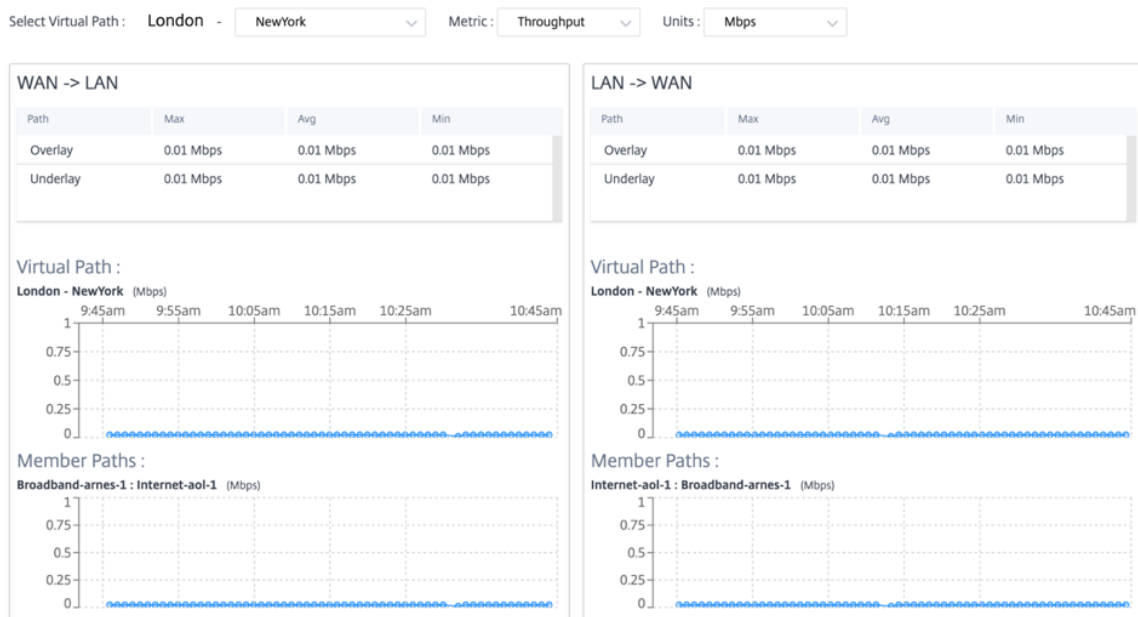 Select Virtual Path : London - NewYork Metric : Throughput Units : Mbps
WAN -> LAN
Path Max Avg Min
Overlay 0.01 Mbps 0.01 Mbps 0.01 Mbps
Underlay 0.01 Mbps 0.01 Mbps 0.01 Mbps
Virtual Path :
London - NewYork (Mbps)
9:45am 9:55am 10:05am 10:15am 10:25am 10:45am
1
0.75
0.5
0.25
0
Member Paths :
Broadband-arnes-1 : Internet-aol-1 (Mbps)
1
0.75
0.5
0.25
0
LAN -> WAN
Path Max Avg Min
Overlay 0.01 Mbps 0.01 Mbps 0.01 Mbps
Underlay 0.01 Mbps 0.01 Mbps 0.01 Mbps
Virtual Path :
London - NewYork (Mbps)
9:45am 9:55am 10:05am 10:15am 10:25am 10:45am
1
0.75
0.5
0.25
0
Member Paths :
Internet-aol-1 : Broadband-arnes-1 (Mbps)
1
0.75
0.5
0.25
0